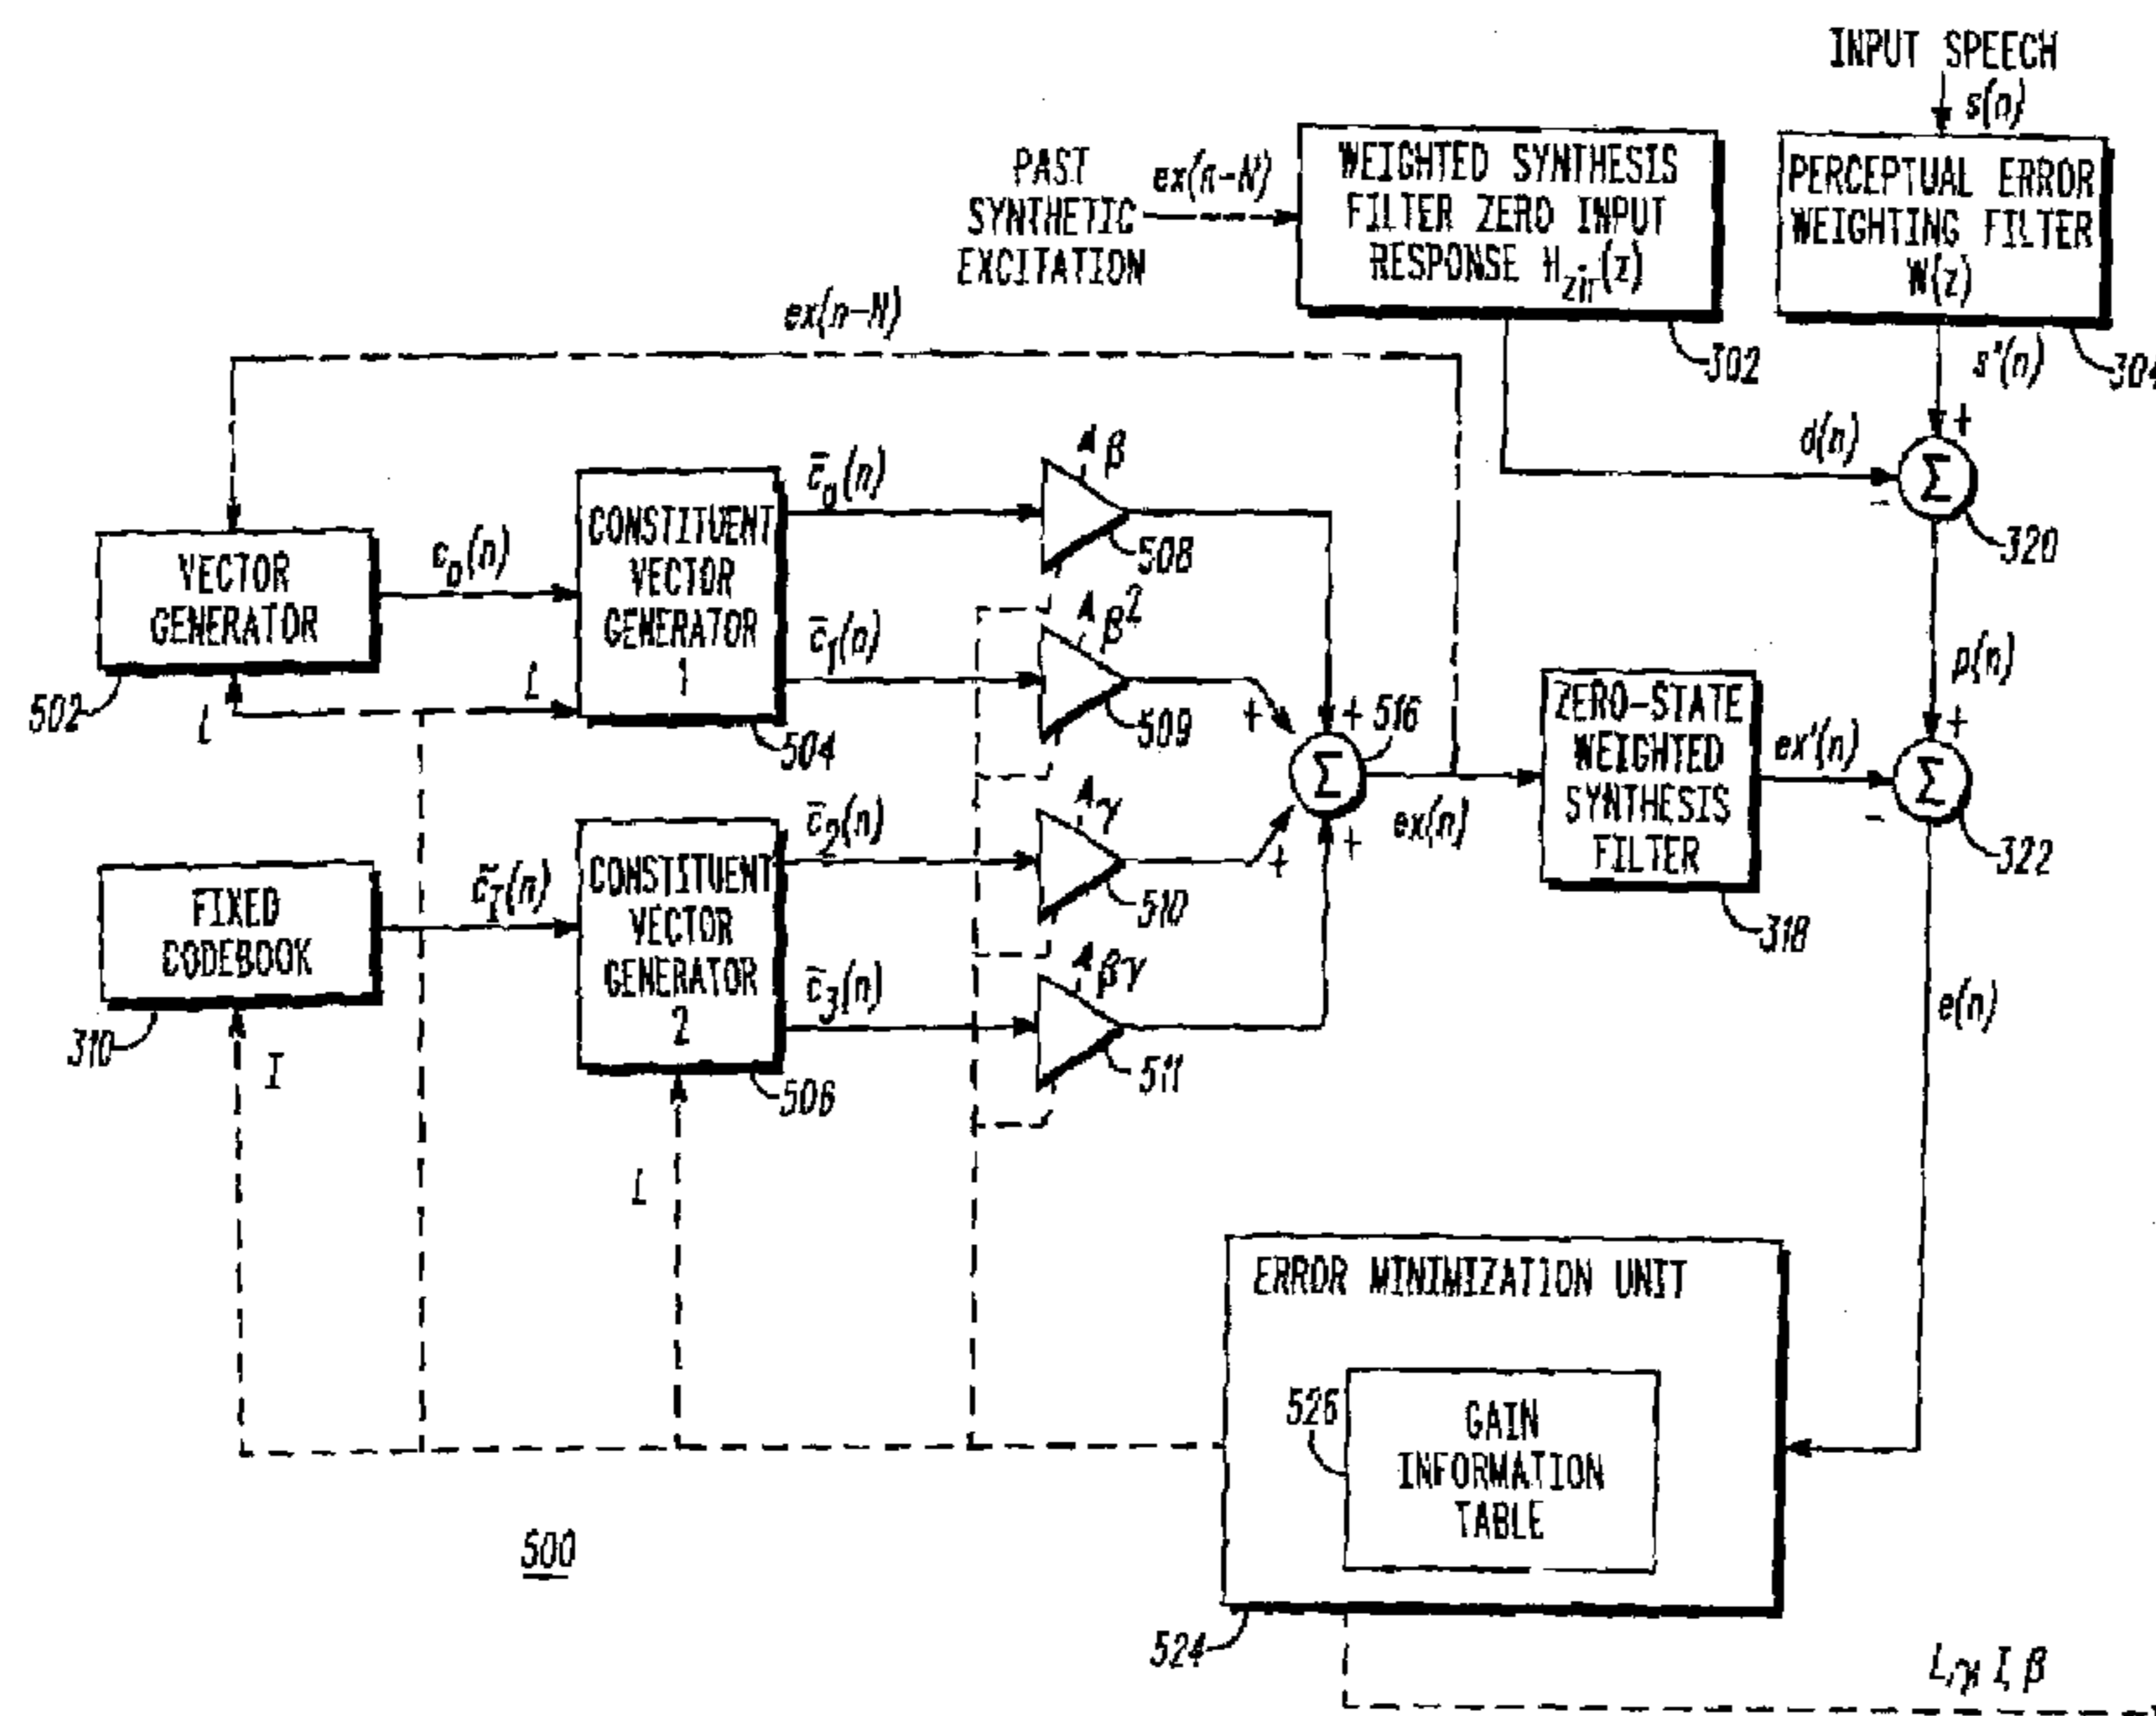 INPUT SPEECH
s(n)
PAST
SYNTHETIC
EXCITATION
ex(n-N)
WEIGHTED SYNTHESIS
FILTER ZERO INPUT
RESPONSE H_zir(z)
302
PERCEPTUAL ERROR
WEIGHTING FILTER
W(z)
304
s'(n)
ex(n-N)
d(n)
+
-
Σ
320
VECTOR
GENERATOR
502
L
c_0(n)
CONSTITUENT
VECTOR
GENERATOR
1
504
L
c̄_0(n)
β
508
c̄_1(n)
β²
509
+
+
516
Σ
+
+
ex(n)
ZERO-STATE
WEIGHTED
SYNTHESIS
FILTER
318
ex'(n)
p(n)
+
-
Σ
322
FIXED
CODEBOOK
310
I
c̃_I(n)
CONSTITUENT
VECTOR
GENERATOR
2
506
L
c̄_2(n)
γ
510
c̄_3(n)
βγ
511
e(n)
ERROR MINIMIZATION UNIT
526
GAIN
INFORMATION
TABLE
524
500
L, γ, I, β